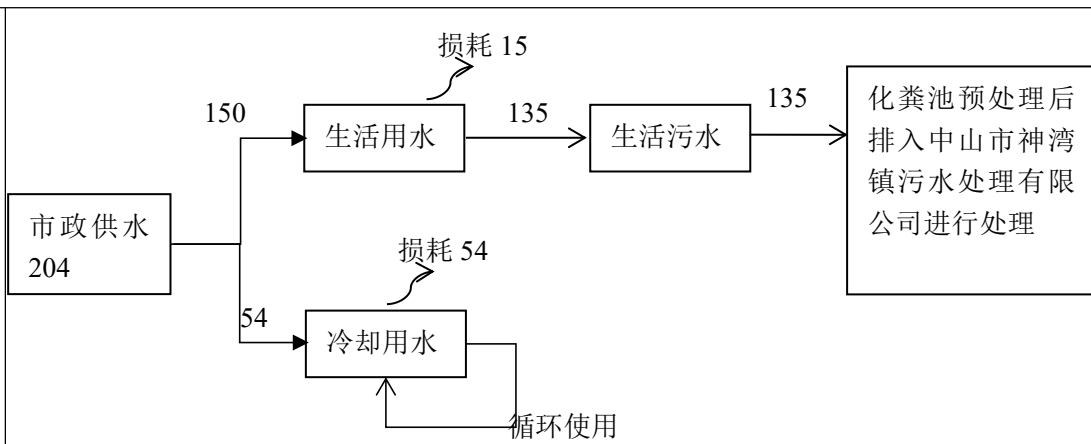 损耗 15
150
生活用水
135
生活污水
135
化粪池预处理后
排入中山市神湾
镇污水处理有限
公司进行处理
市政供水
204
损耗 54
54
冷却用水
循环使用